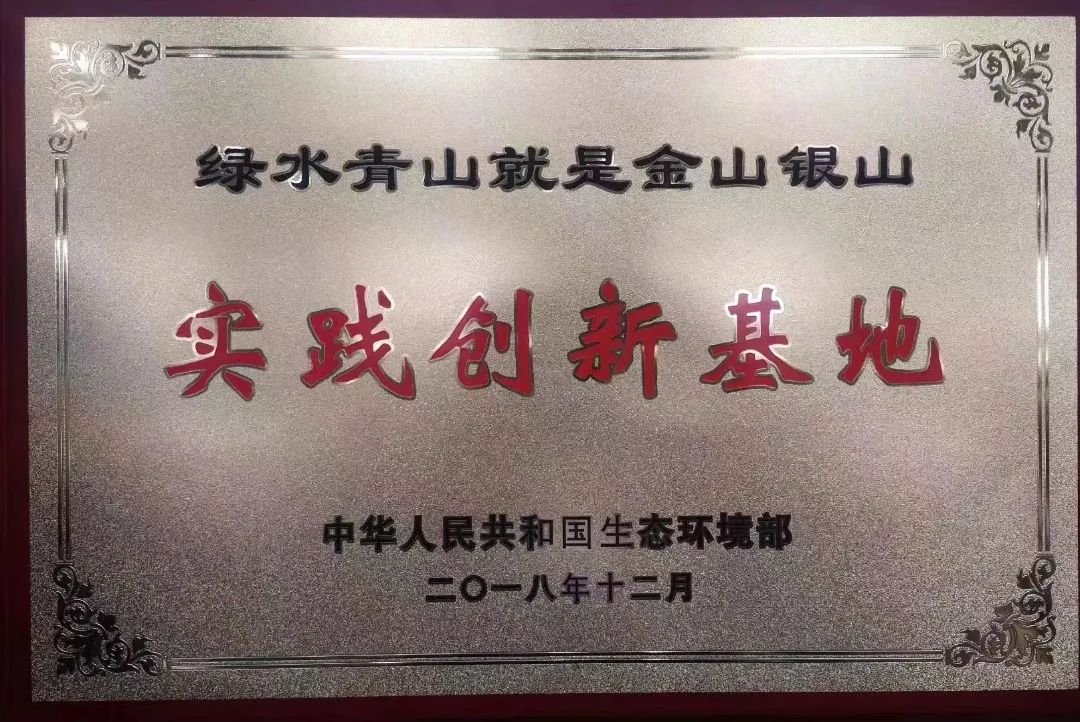 绿水青山就是金山银山
实践创新基地
中华人民共和国生态环境部
二〇一八年十二月